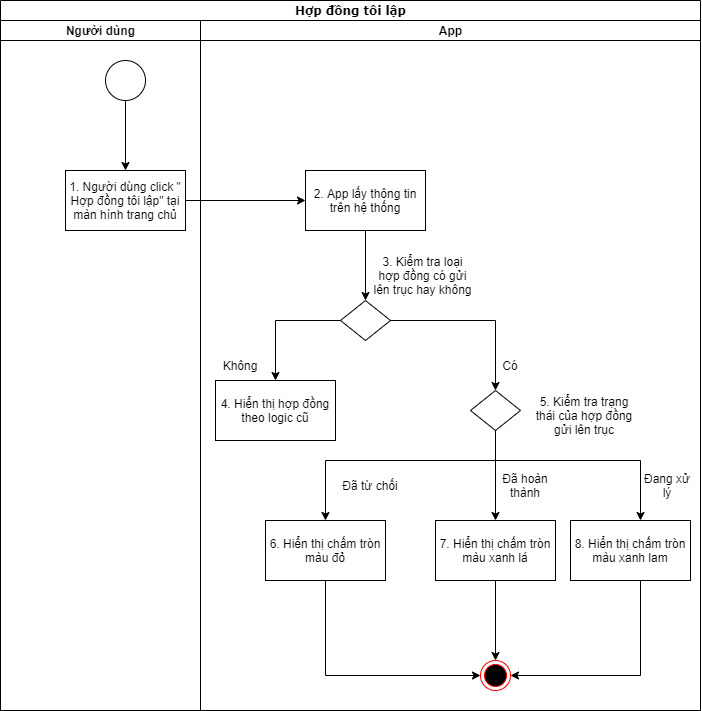 Hợp đồng tôi lập
Người dùng
App
1. Người dùng click "
Hợp đồng tôi lập" tại
màn hình trang chủ
2. App lấy thông tin
trên hệ thống
3. Kiểm tra loại
hợp đồng có gửi
lên trục hay không
Không
Có
4. Hiển thị hợp đồng
theo logic cũ
5. Kiểm tra trạng
thái của hợp đồng
gửi lên trục
Đã từ chối
Đã hoàn
thành
Đang xử
lý
6. Hiển thị chấm tròn
màu đỏ
7. Hiển thị chấm tròn
màu xanh lá
8. Hiển thị chấm tròn
màu xanh lam